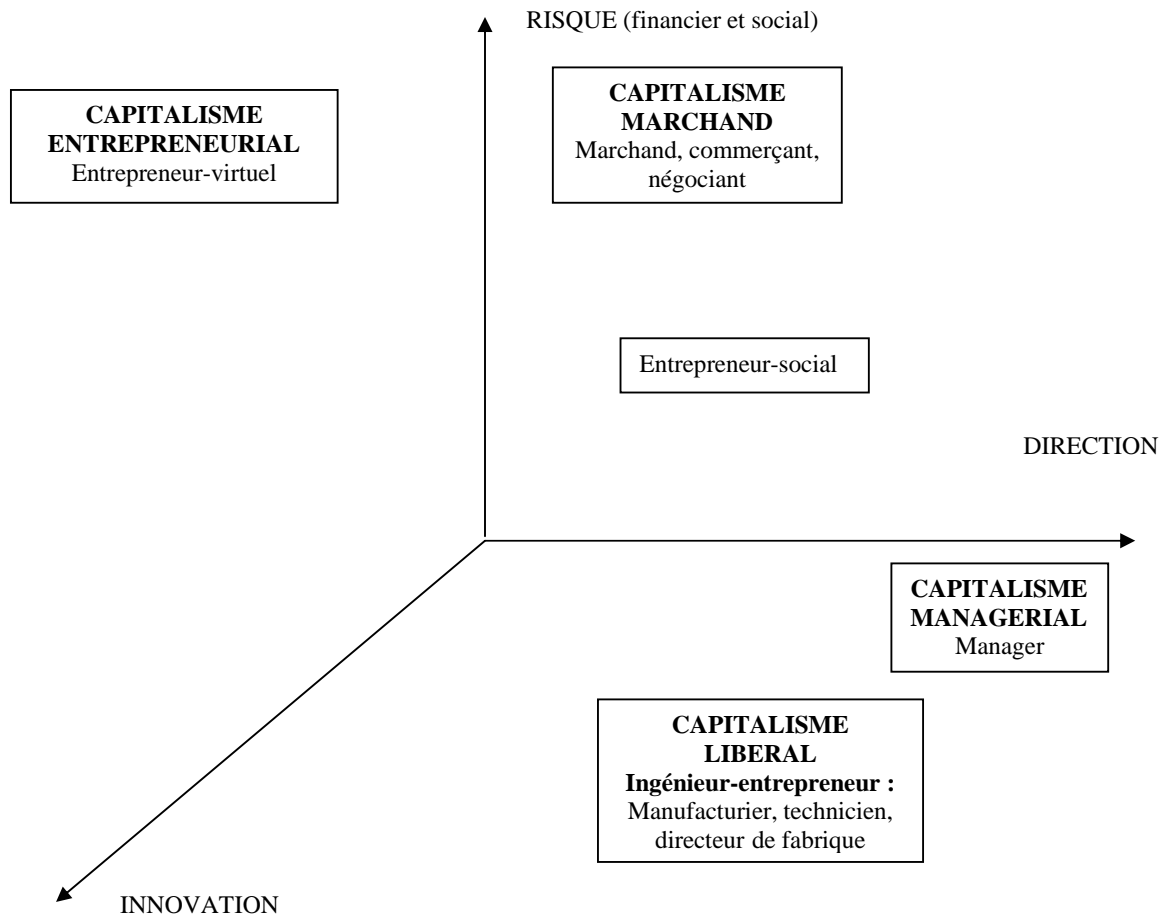 RISQUE (financier et social)
CAPITALISME
ENTREPRENEURIAL
Entrepreneur-virtuel
CAPITALISME
MARCHAND
Marchand, commerçant,
négociant
Entrepreneur-social
DIRECTION
CAPITALISME
MANAGERIAL
Manager
CAPITALISME
LIBERAL
Ingénieur-entrepreneur :
Manufacturier, technicien,
directeur de fabrique
INNOVATION